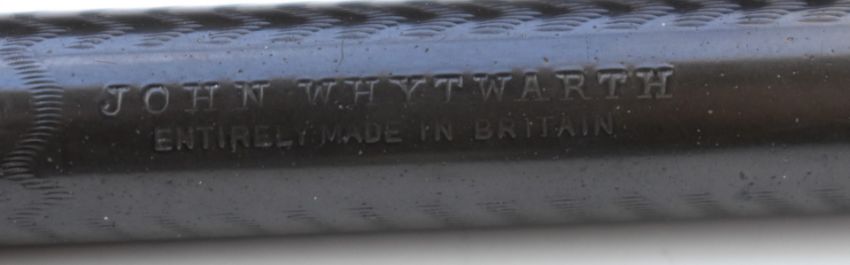 JOHN WHYTWARTH
ENTIRELY MADE IN BRITAIN